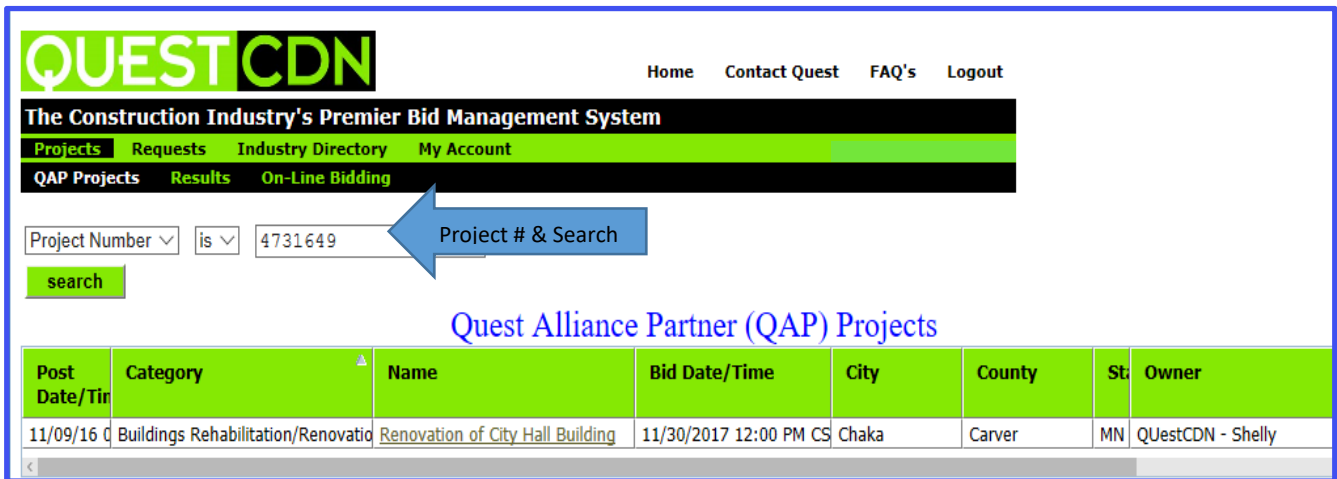 QUESTCDN
Home Contact Quest FAQ's Logout
The Construction Industry's Premier Bid Management System
Projects Requests Industry Directory My Account
QAP Projects Results On-Line Bidding
Project Number is 4731649 Project # & Search
search
Quest Alliance Partner (QAP) Projects
Post Category Name Bid Date/Time City County Sta Owner
Date/Tim
11/09/16 0 Buildings Rehabilitation/Renovatio Renovation of City Hall Building 11/30/2017 12:00 PM CS Chaka Carver MN QUestCDN - Shelly